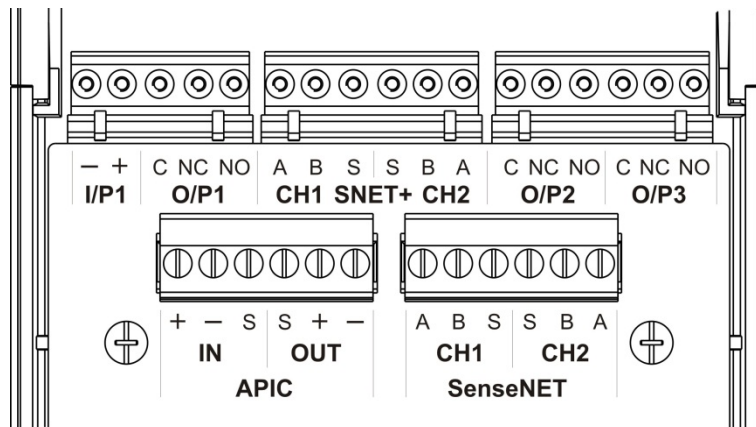 − + C NC NO A B S S B A C NC NO C NC NO
I/P1 O/P1 CH1 SNET+ CH2 O/P2 O/P3
+ − S S + − A B S S B A
IN OUT CH1 CH2
APIC SenseNET